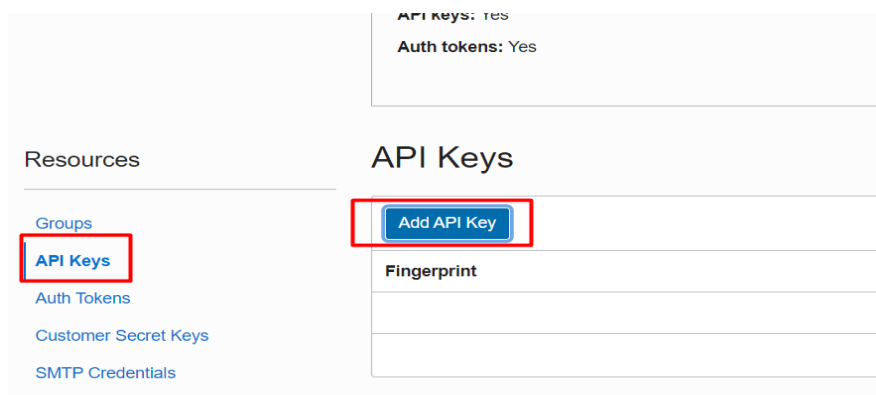 API keys: Yes
Auth tokens: Yes
Resources
Groups
API Keys
Auth Tokens
Customer Secret Keys
SMTP Credentials
API Keys
Add API Key
Fingerprint